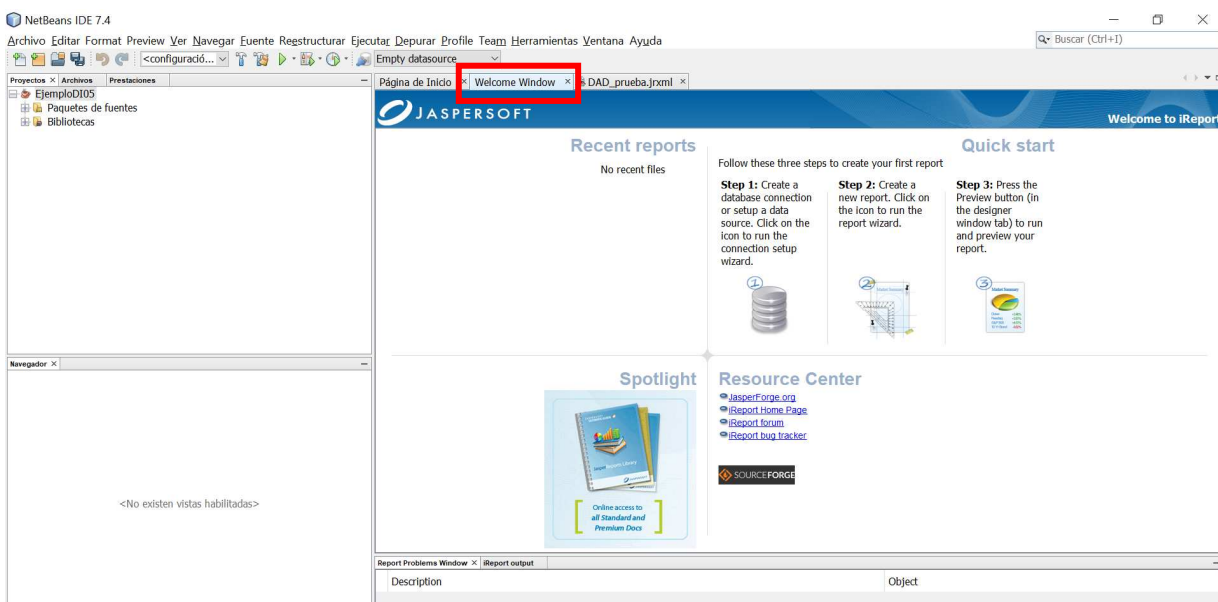 NetBeans IDE 7.4
Archivo Editar Format Preview Ver Navegar Fuente Reestructurar Ejecutar Depurar Profile Team Herramientas Ventana Ayuda
Buscar (Ctrl+I)
<configuració...
Empty datasource
Proyectos Archivos Prestaciones
EjemploDI05
Paquetes de fuentes
Bibliotecas
Página de Inicio Welcome Window DAD_prueba.jrxml
JASPERSOFT
Welcome to iReport
Recent reports
No recent files
Quick start
Follow these three steps to create your first report
Step 1: Create a
database connection
or setup a data
source. Click on the
icon to run the
connection setup
wizard.
Step 2: Create a
new report. Click on
the icon to run the
report wizard.
Step 3: Press the
Preview button (in
the designer
window tab) to run
and preview your
report.
1
2
3
Navegador
<No existen vistas habilitadas>
Spotlight
Online access to
all Standard and
Premium Docs
Resource Center
JasperForge.org
iReport Home Page
iReport forum
iReport bug tracker
SOURCEFORGE
Report Problems Window iReport output
Description Object